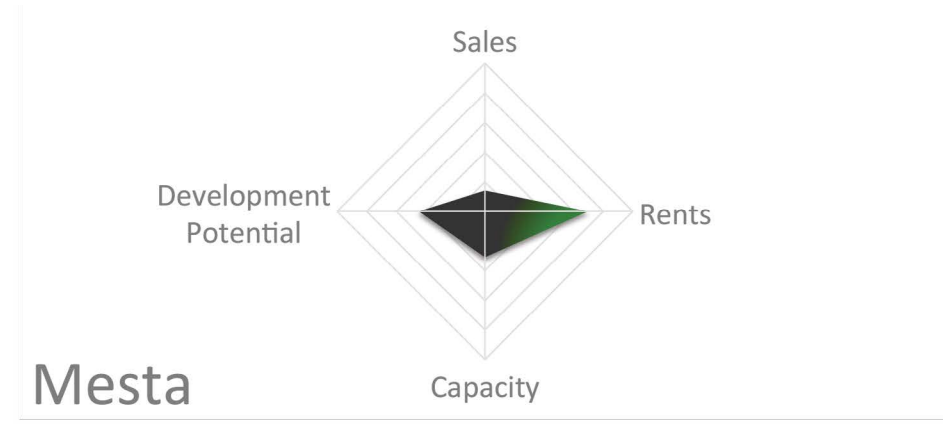 Sales
Development
Potential
Rents
Capacity
Mesta